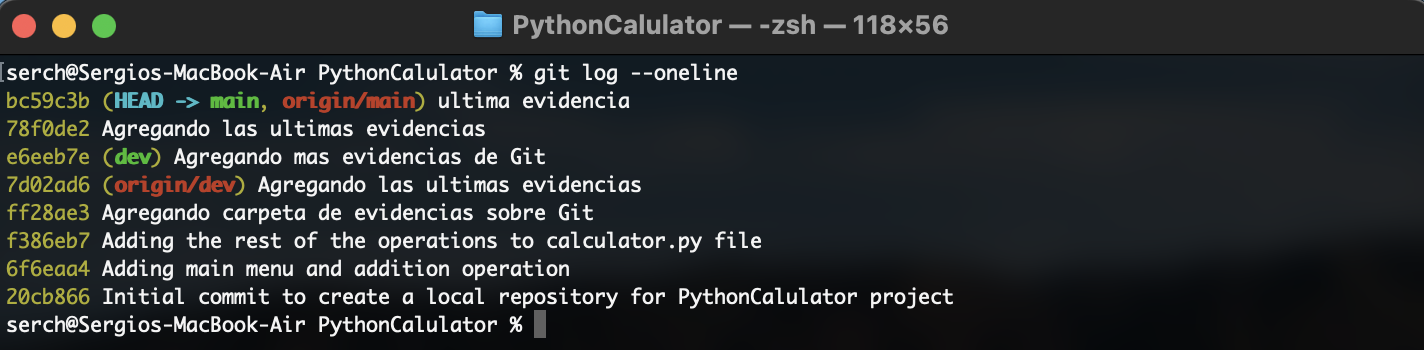 PythonCalulator — -zsh — 118×56
serch@Sergios-MacBook-Air PythonCalulator % git log --oneline
bc59c3b (HEAD -> main, origin/main) ultima evidencia
78f0de2 Agregando las ultimas evidencias
e6eeb7e (dev) Agregando mas evidencias de Git
7d02ad6 (origin/dev) Agregando las ultimas evidencias
ff28ae3 Agregando carpeta de evidencias sobre Git
f386eb7 Adding the rest of the operations to calculator.py file
6f6eaa4 Adding main menu and addition operation
20cb866 Initial commit to create a local repository for PythonCalulator project
serch@Sergios-MacBook-Air PythonCalulator %